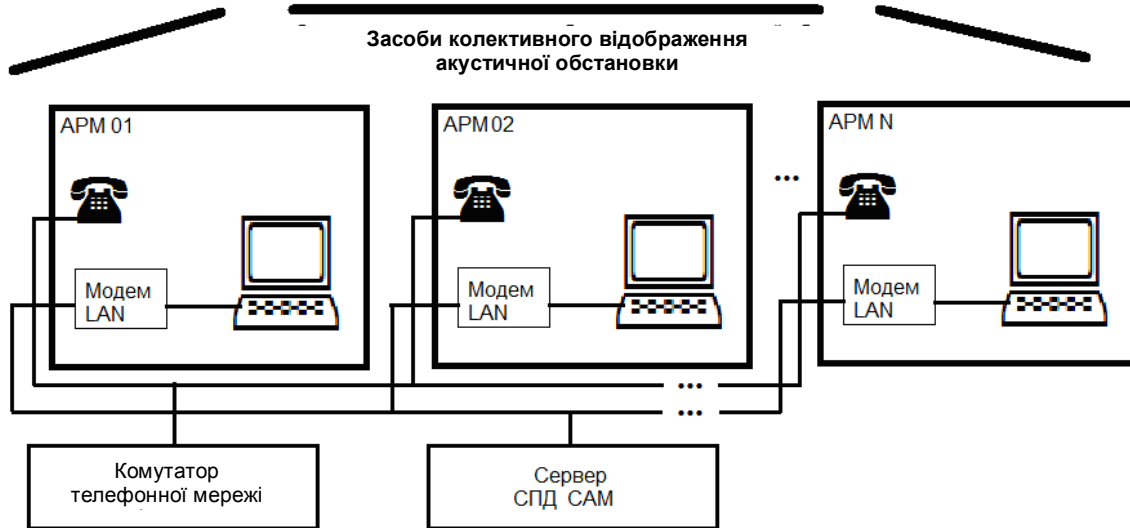 Засоби колективного відображення
акустичної обстановки
АРМ 01
АРМ 02
АРМ N
...
Модем
LAN
Модем
LAN
Модем
LAN
...
...
Комутатор
телефонної мережі
Сервер
СПД САМ